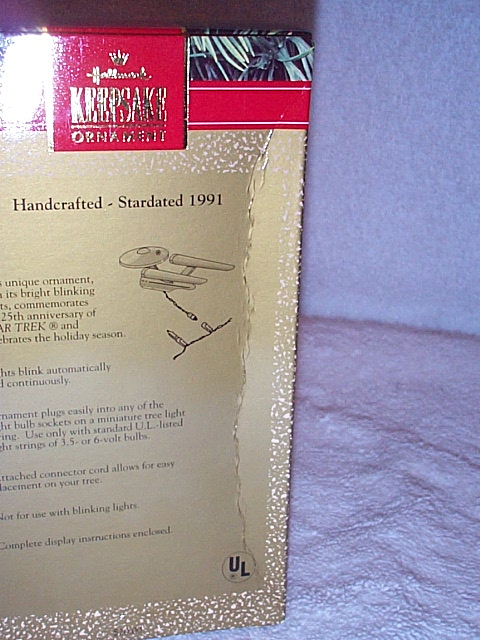 Hallmark
KEEPSAKE
ORNAMENT
Handcrafted - Stardated 1991
s unique ornament,
its bright blinking
ts, commemorates
25th anniversary of
AR TREK ® and
ebrates the holiday season.
hts blink automatically
d continuously.
rnament plugs easily into any of the
ht bulb sockets on a miniature tree light
ring. Use only with standard U.L.-listed
ght strings of 3.5- or 6-volt bulbs.
ttached connector cord allows for easy
lacement on your tree.
Not for use with blinking lights.
Complete display instructions enclosed.
UL